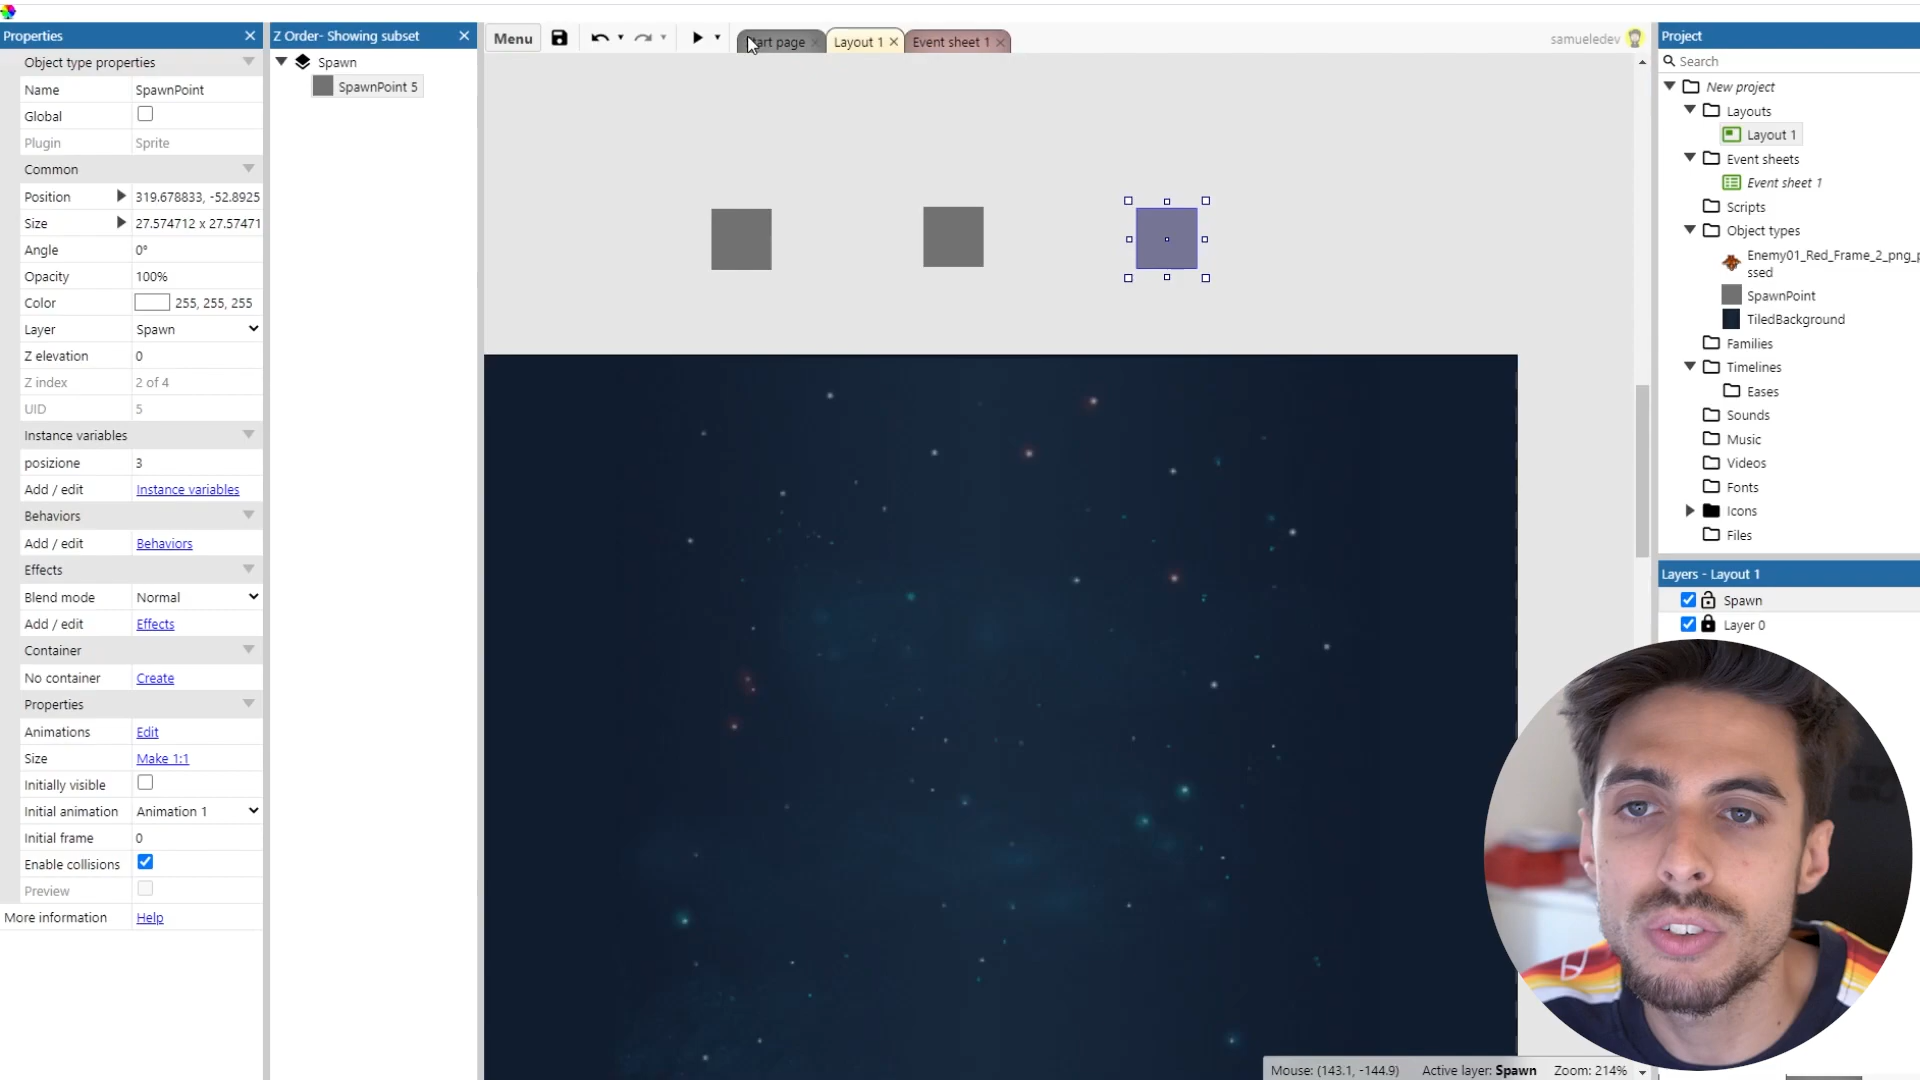 Properties
Object type properties
Name SpawnPoint
Global
Plugin Sprite
Common
Position 319.678833, -52.8925
Size 27.574712 x 27.57471
Angle 0°
Opacity 100%
Color 255, 255, 255
Layer Spawn
Z elevation 0
Z index 2 of 4
UID 5
Instance variables
posizione 3
Add / edit Instance variables
Behaviors
Add / edit Behaviors
Effects
Blend mode Normal
Add / edit Effects
Container
No container Create
Properties
Animations Edit
Size Make 1:1
Initially visible
Initial animation Animation 1
Initial frame 0
Enable collisions
Preview
More information Help
Z Order- Showing subset
Spawn
SpawnPoint 5
Menu
page
Layout 1
Event sheet 1
samueledev
Project
Search
New project
Layouts
Layout 1
Event sheets
Event sheet 1
Scripts
Object types
Enemy01_Red_Frame_2_png_p
ssed
SpawnPoint
TiledBackground
Families
Timelines
Eases
Sounds
Music
Videos
Fonts
Icons
Files
Layers - Layout 1
Spawn
Layer 0
Mouse: (143.1, -144.9) Active layer: Spawn Zoom: 214%